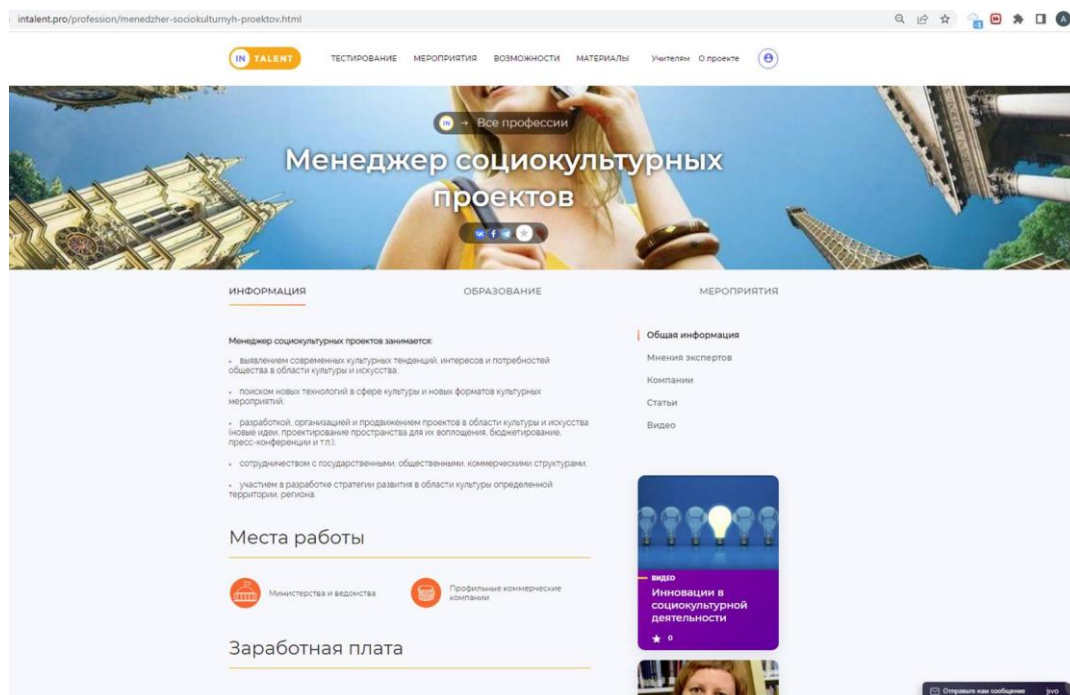 intalent.pro/profession/menedzher-sociokulturnyh-proektov.html
IN TALENT
ТЕСТИРОВАНИЕ МЕРОПРИЯТИЯ ВОЗМОЖНОСТИ МАТЕРИАЛЫ Учителям О проекте
IN → Все профессии
Менеджер социокультурных
проектов
ИНФОРМАЦИЯ ОБРАЗОВАНИЕ МЕРОПРИЯТИЯ
Менеджер социокультурных проектов занимается:
• выявлением современных культурных тенденций, интересов и потребностей
общества в области культуры и искусства;
• поиском новых технологий в сфере культуры и новых форматов культурных
мероприятий;
• разработкой, организацией и продвижением проектов в области культуры и искусства
(новые идеи, проектирование пространства для их воплощения, бюджетирование,
пресс-конференции и т.п.);
• сотрудничеством с государственными, общественными, коммерческими структурами;
• участием в разработке стратегии развития в области культуры определенной
территории, региона.
Места работы
Министерства и ведомства
Профильные коммерческие
компании
Заработная плата
Общая информация
Мнения экспертов
Компании
Статьи
Видео
ВИДЕО
Инновации в
социокультурной
деятельности
★ 0
Отправьте нам сообщение jivo